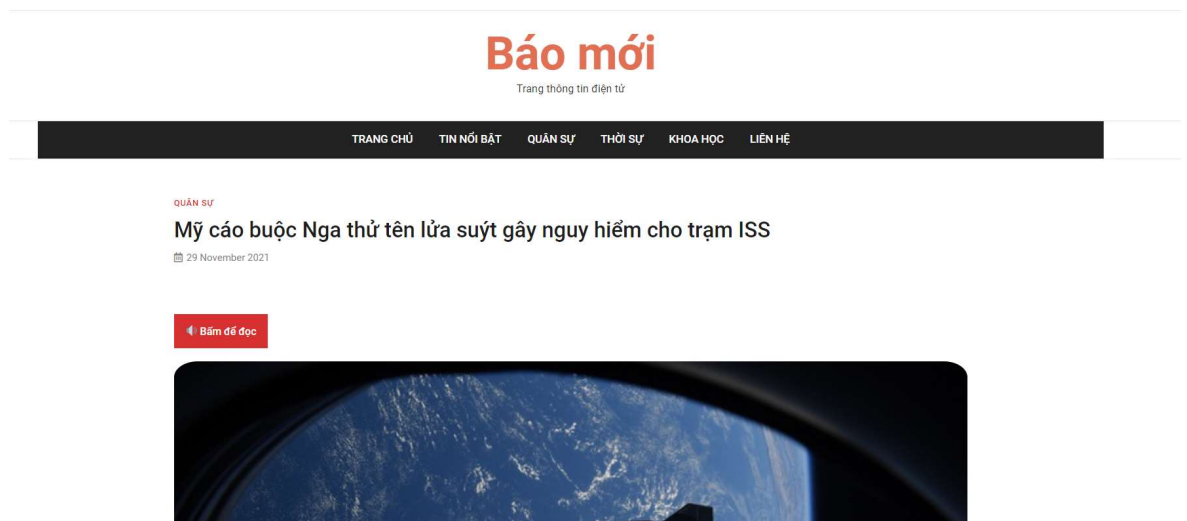 Báo mới
Trang thông tin điện tử
TRANG CHỦ TIN NỔI BẬT QUÂN SỰ THỜI SỰ KHOA HỌC LIÊN HỆ
QUÂN SỰ
Mỹ cáo buộc Nga thử tên lửa suýt gây nguy hiểm cho trạm ISS
29 November 2021
Bấm để đọc